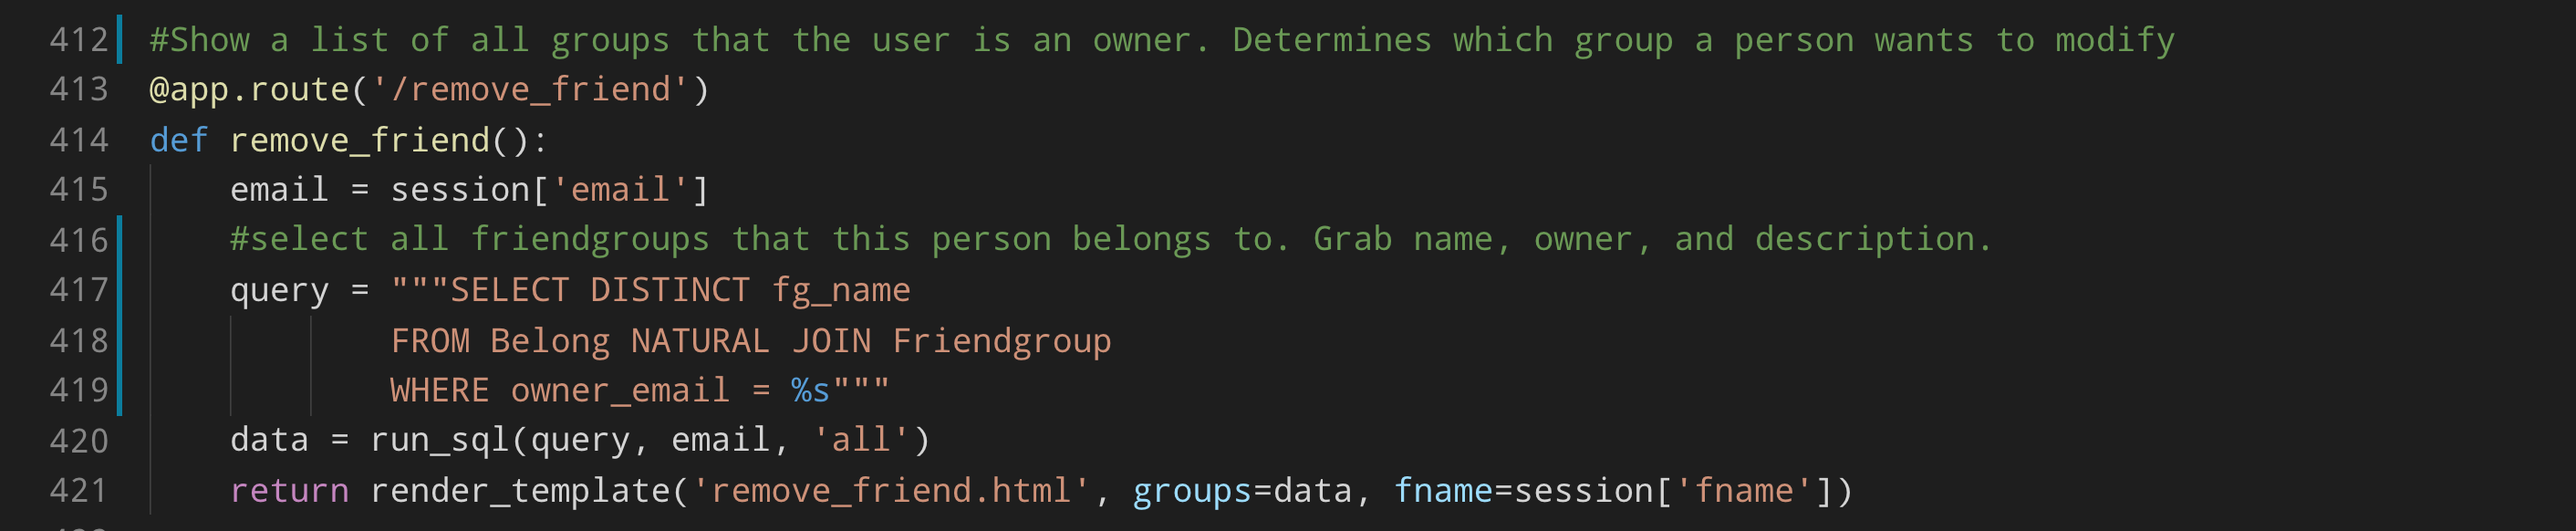 412 #Show a list of all groups that the user is an owner. Determines which group a person wants to modify
413 @app.route('/remove_friend')
414 def remove_friend():
415     email = session['email']
416     #select all friendgroups that this person belongs to. Grab name, owner, and description.
417     query = """SELECT DISTINCT fg_name
418             FROM Belong NATURAL JOIN Friendgroup
419             WHERE owner_email = %s"""
420     data = run_sql(query, email, 'all')
421     return render_template('remove_friend.html', groups=data, fname=session['fname'])